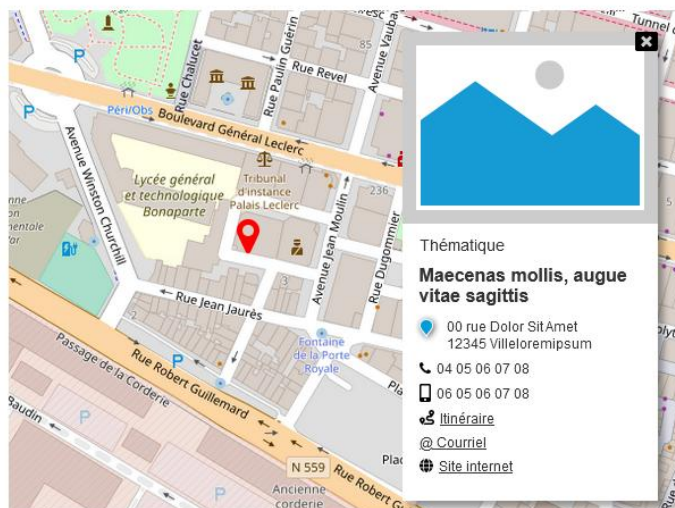 Rue Chalucet
Rue Paulin Guérin
85
Rue Revel
Avenue Vauba
Tunnel
P
P
Péri/Obs
Boulevard Général Leclerc
Avenue Winston Churchill
Lycée général
et technologique
Bonaparte
Tribunal
d'instance
Palais Leclerc
236
Avenue Jean Moulin
Rue Dugommier
3
2
Rue Jean Jaurès
Fontaine
de la Porte
Royale
P
Rue Robert Guillemard
Passage de la Corderie
Baudin
P
P
N 559
Rue Robert Gu
Ancienne
corderie
Thématique
Maecenas mollis, augue
vitae sagittis
00 rue Dolor Sit Amet
12345 Villeloremipsum
04 05 06 07 08
06 05 06 07 08
Itinéraire
@ Courriel
Site internet